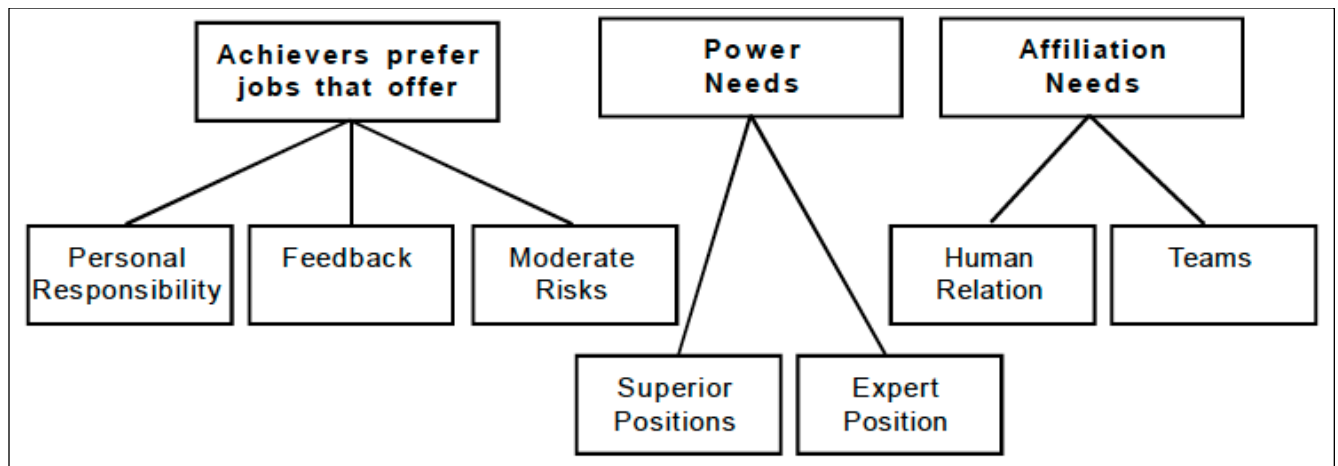 Achievers prefer
jobs that offer
Power
Needs
Affiliation
Needs
Personal
Responsibility
Feedback
Moderate
Risks
Human
Relation
Teams
Superior
Positions
Expert
Position